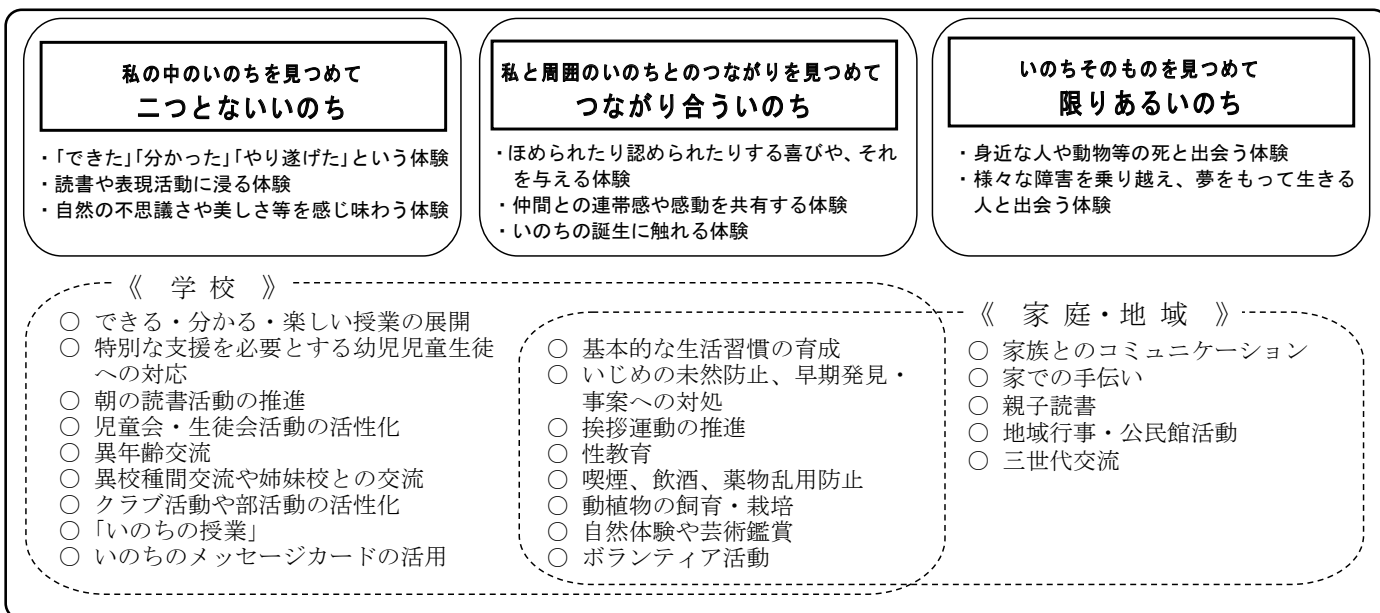 私の中のいのちを見つめて
二つとないいのち
・「できた」「分かった」「やり遂げた」という体験
・読書や表現活動に浸る体験
・自然の不思議さや美しさ等を感じ味わう体験
私と周囲のいのちとのつながりを見つめて
つながり合ういのち
・ほめられたり認められたりする喜びや、それ
を与える体験
・仲間との連帯感や感動を共有する体験
・いのちの誕生に触れる体験
いのちそのものを見つめて
限りあるいのち
・身近な人や動物等の死と出会う体験
・様々な障害を乗り越え、夢をもって生きる
人と出会う体験
《 学 校 》
○ できる・分かる・楽しい授業の展開
○ 特別な支援を必要とする幼児児童生徒
への対応
○ 朝の読書活動の推進
○ 児童会・生徒会活動の活性化
○ 異年齢交流
○ 異校種間交流や姉妹校との交流
○ クラブ活動や部活動の活性化
○ 「いのちの授業」
○ いのちのメッセージカードの活用
○ 基本的な生活習慣の育成
○ いじめの未然防止、早期発見・
事案への対処
○ 挨拶運動の推進
○ 性教育
○ 喫煙、飲酒、薬物乱用防止
○ 動植物の飼育・栽培
○ 自然体験や芸術鑑賞
○ ボランティア活動
《 家 庭・地 域 》
○ 家族とのコミュニケーション
○ 家での手伝い
○ 親子読書
○ 地域行事・公民館活動
○ 三世代交流